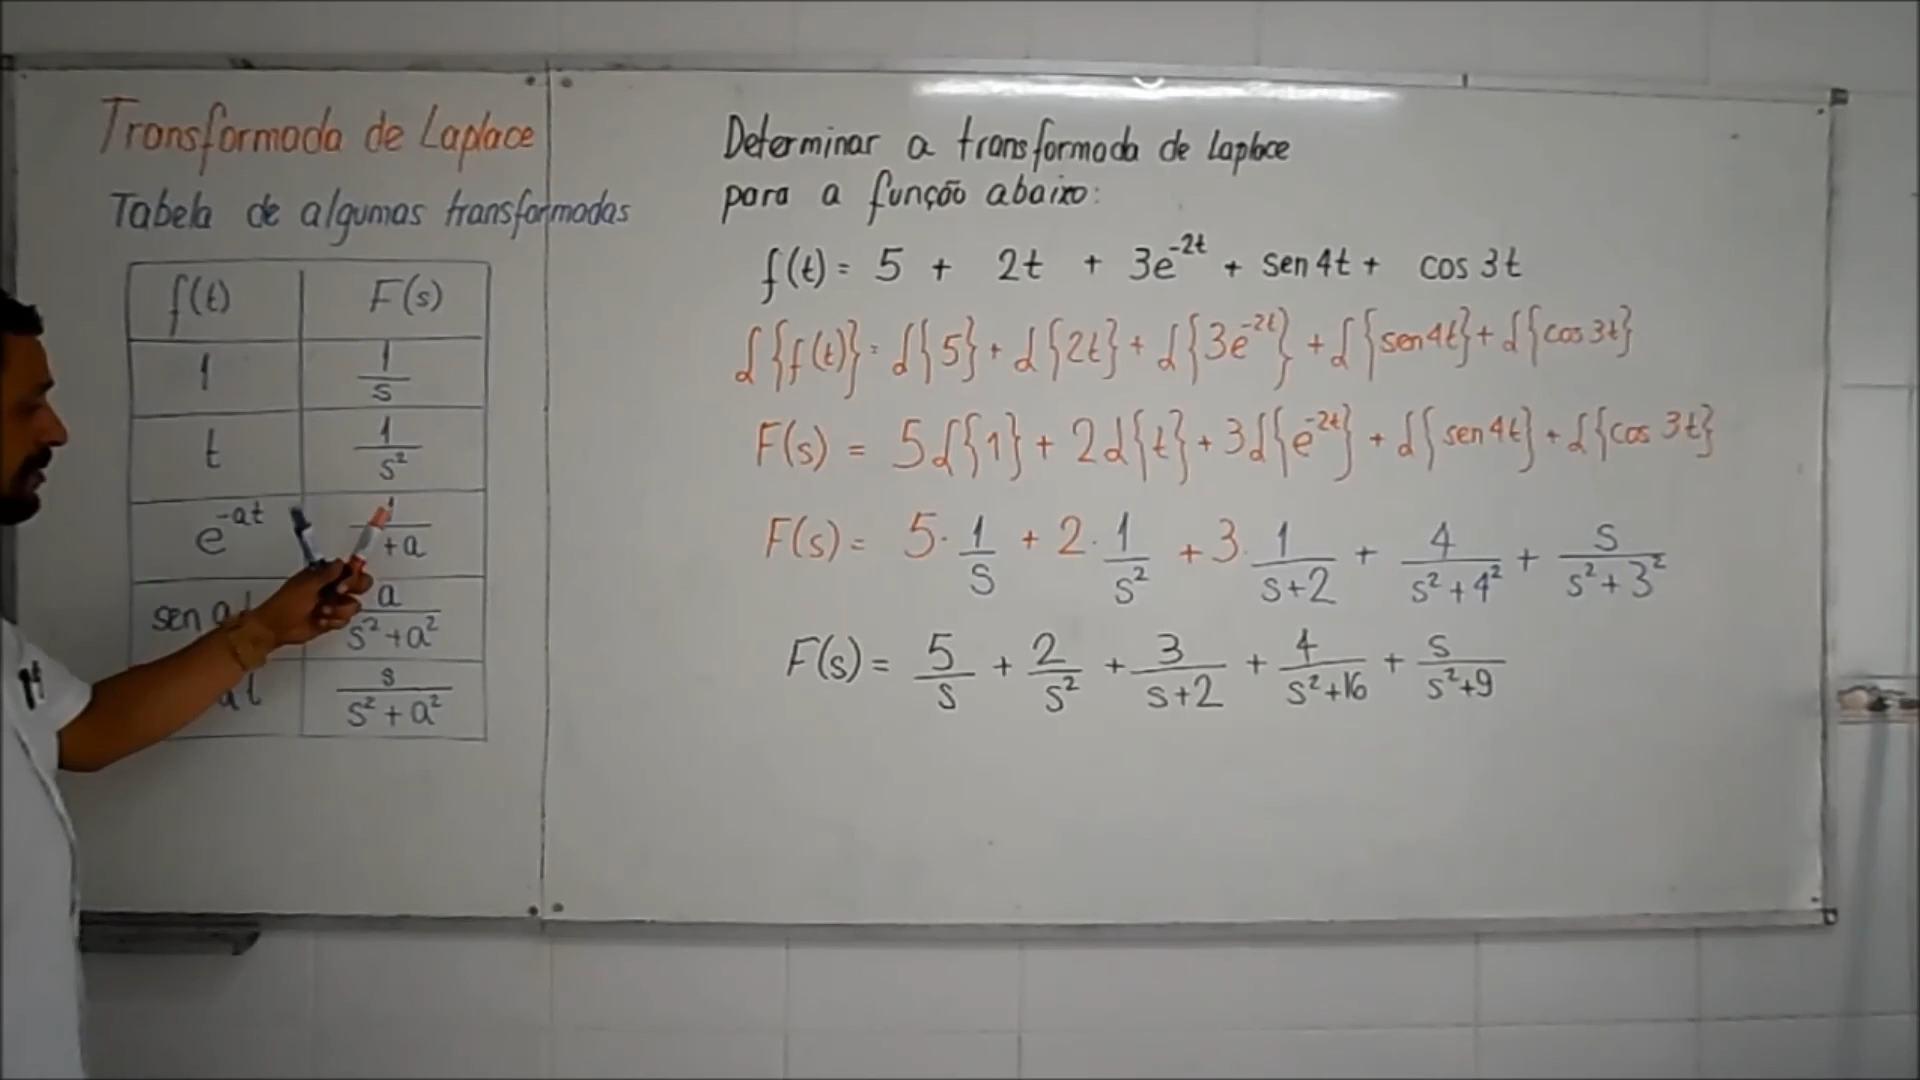 Transformada de Laplace
Tabela de algumas transformadas
f(t) F(s)
1 1/s
t 1/s²
e^-at 1/ +a
sen a/(s²+a²)
at s/(s²+a²)
Determinar a transformada de Laplace
para a função abaixo:
f(t) = 5 + 2t + 3e^-2t + sen 4t + cos 3t
ℒ{f(t)} = ℒ{5} + ℒ{2t} + ℒ{3e^-2t} + ℒ{sen 4t} + ℒ{cos 3t}
F(s) = 5ℒ{1} + 2ℒ{t} + 3ℒ{e^-2t} + ℒ{sen 4t} + ℒ{cos 3t}
F(s) = 5·1/s + 2·1/s² + 3·1/(s+2) + 4/(s²+4²) + s/(s²+3²)
F(s) = 5/s + 2/s² + 3/(s+2) + 4/(s²+16) + s/(s²+9)